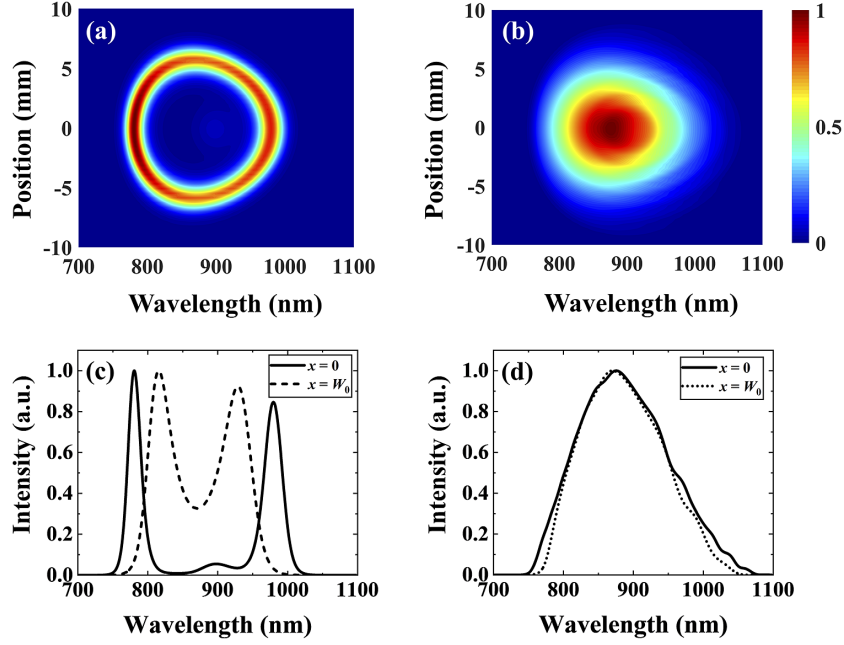 (a)
10
5
0
-5
-10
Position (mm)
700 800 900 1000 1100
Wavelength (nm)
(b)
10
5
0
-5
-10
Position (mm)
700 800 900 1000 1100
Wavelength (nm)
1
0.5
0
(c)
x = 0
x = W₀
1.0
0.8
0.6
0.4
0.2
0.0
Intensity (a.u.)
700 800 900 1000 1100
Wavelength (nm)
(d)
x = 0
x = W₀
1.0
0.8
0.6
0.4
0.2
0.0
Intensity (a.u.)
700 800 900 1000 1100
Wavelength (nm)